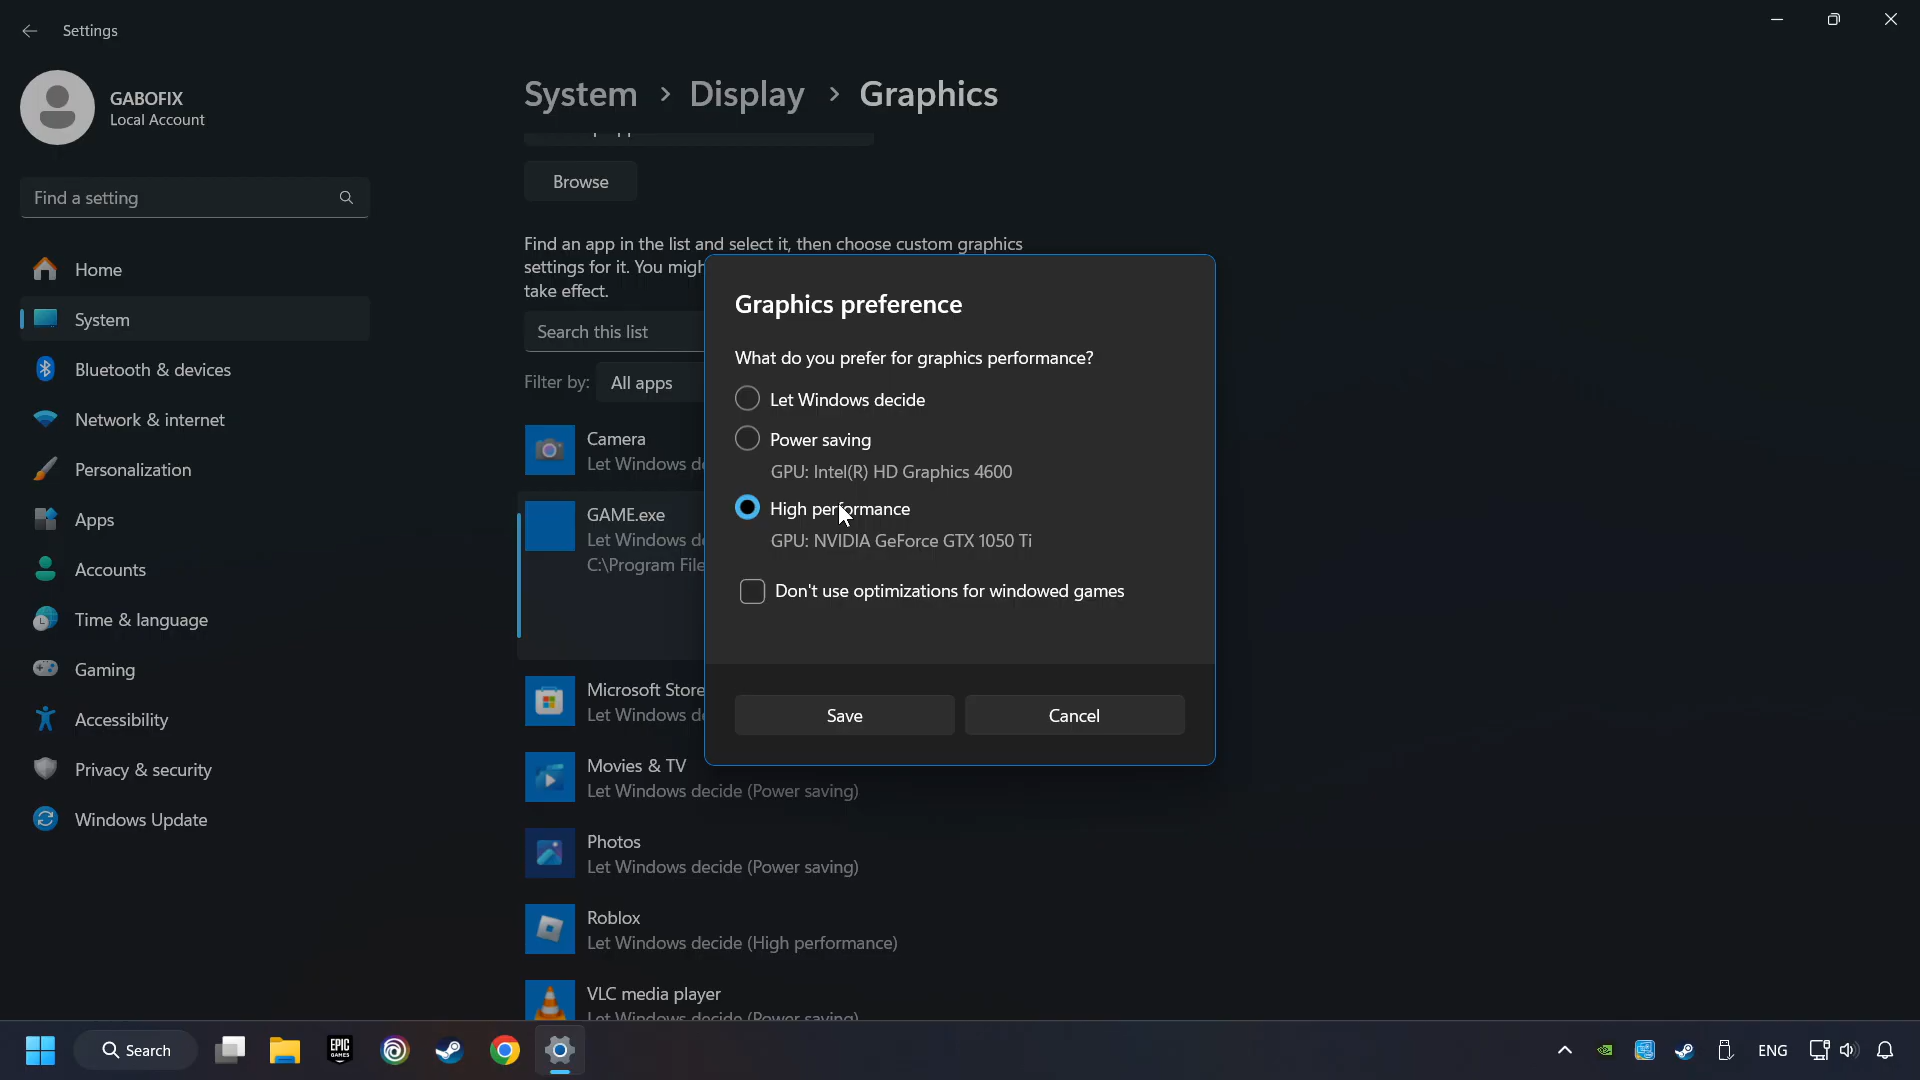 Settings
GABOFIX
Local Account
Find a setting
Home
System
Bluetooth & devices
Network & internet
Personalization
Apps
Accounts
Time & language
Gaming
Accessibility
Privacy & security
Windows Update
System > Display > Graphics
Browse
Find an app in the list and select it, then choose custom graphics
settings for it. You migh
take effect.
Search this list
Filter by: All apps
Camera
Let Windows de
GAME.exe
Let Windows de
C:\Program File
Microsoft Store
Let Windows de
Movies & TV
Let Windows decide (Power saving)
Photos
Let Windows decide (Power saving)
Roblox
Let Windows decide (High performance)
VLC media player
Let Windows decide (Power saving)
Graphics preference
What do you prefer for graphics performance?
Let Windows decide
Power saving
GPU: Intel(R) HD Graphics 4600
High performance
GPU: NVIDIA GeForce GTX 1050 Ti
Don't use optimizations for windowed games
Save
Cancel
Search
EPIC
GAMES
ENG